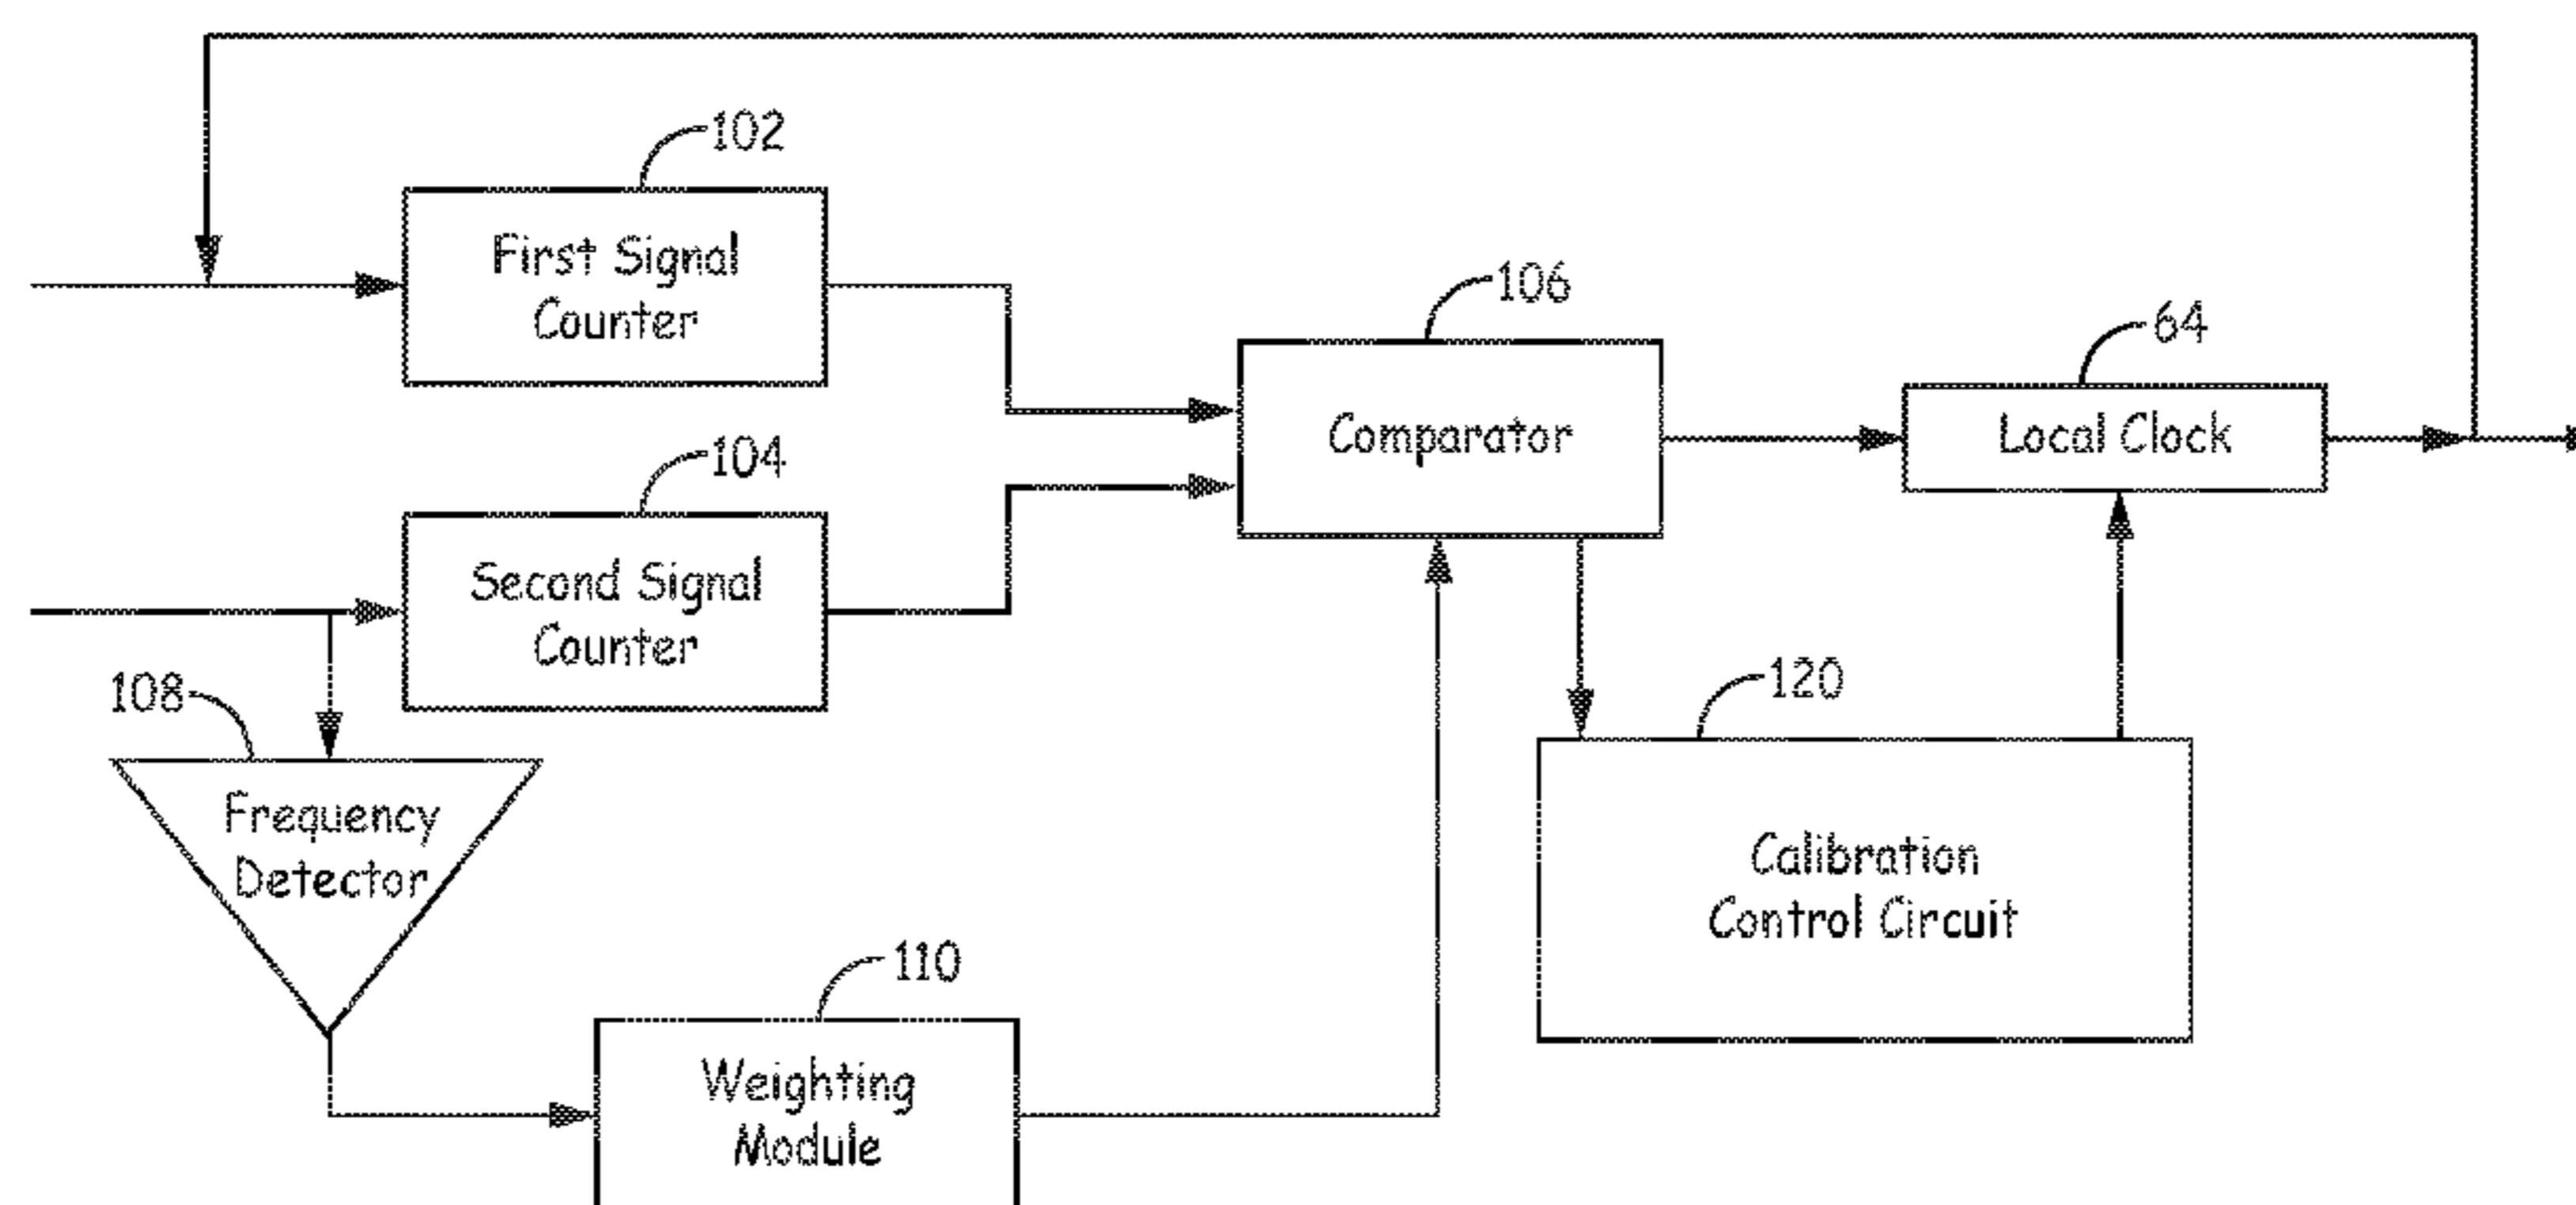 102
First Signal
Counter
106
64
Comparator
Local Clock
104
Second Signal
Counter
108
120
Frequency
Detector
Calibration
Control Circuit
110
Weighting
Module